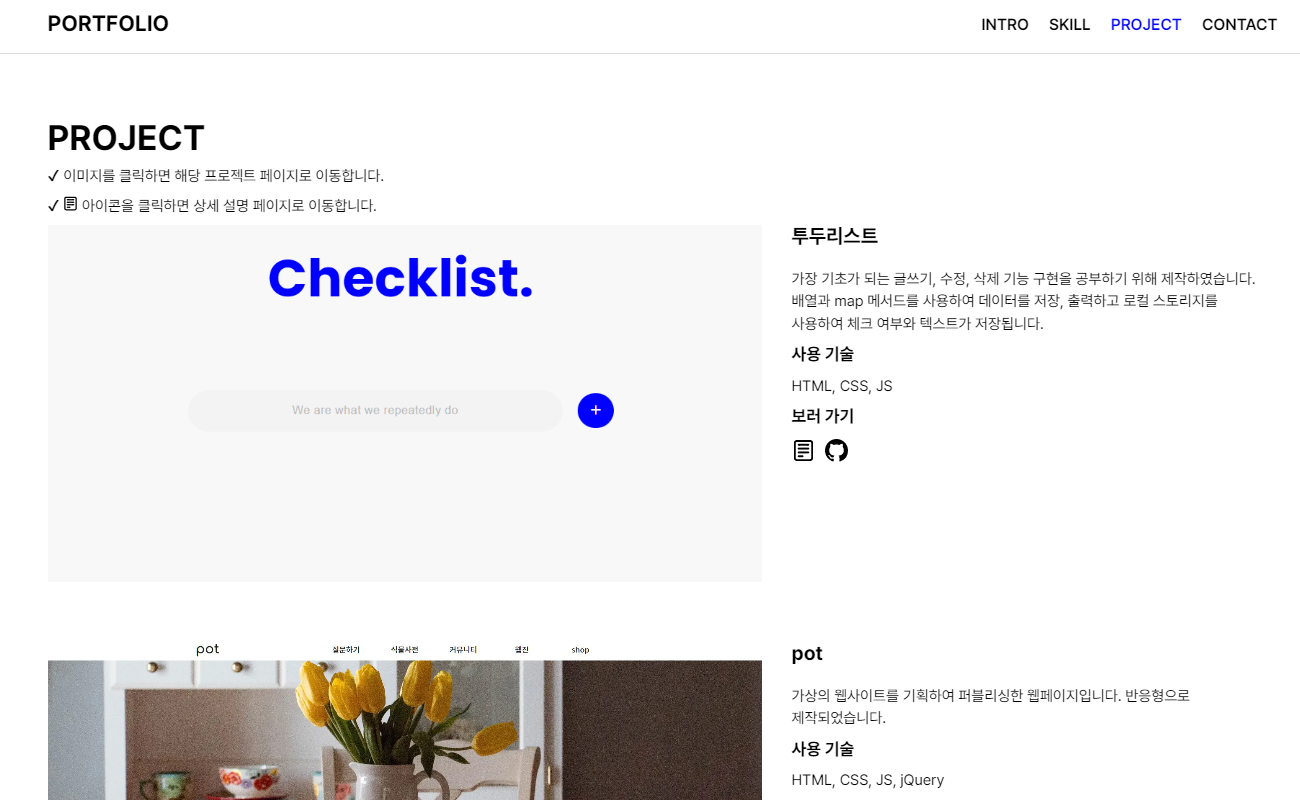 PORTFOLIO
INTRO SKILL PROJECT CONTACT
PROJECT
✓ 이미지를 클릭하면 해당 프로젝트 페이지로 이동합니다.
✓ 아이콘을 클릭하면 상세 설명 페이지로 이동합니다.
Checklist.
We are what we repeatedly do
+
투두리스트
가장 기초가 되는 글쓰기, 수정, 삭제 기능 구현을 공부하기 위해 제작하였습니다.
배열과 map 메서드를 사용하여 데이터를 저장, 출력하고 로컬 스토리지를
사용하여 체크 여부와 텍스트가 저장됩니다.
사용 기술
HTML, CSS, JS
보러 가기
pot
질문하기 식물사전 커뮤니티 웹진 shop
pot
가상의 웹사이트를 기획하여 퍼블리싱한 웹페이지입니다. 반응형으로
제작되었습니다.
사용 기술
HTML, CSS, JS, jQuery